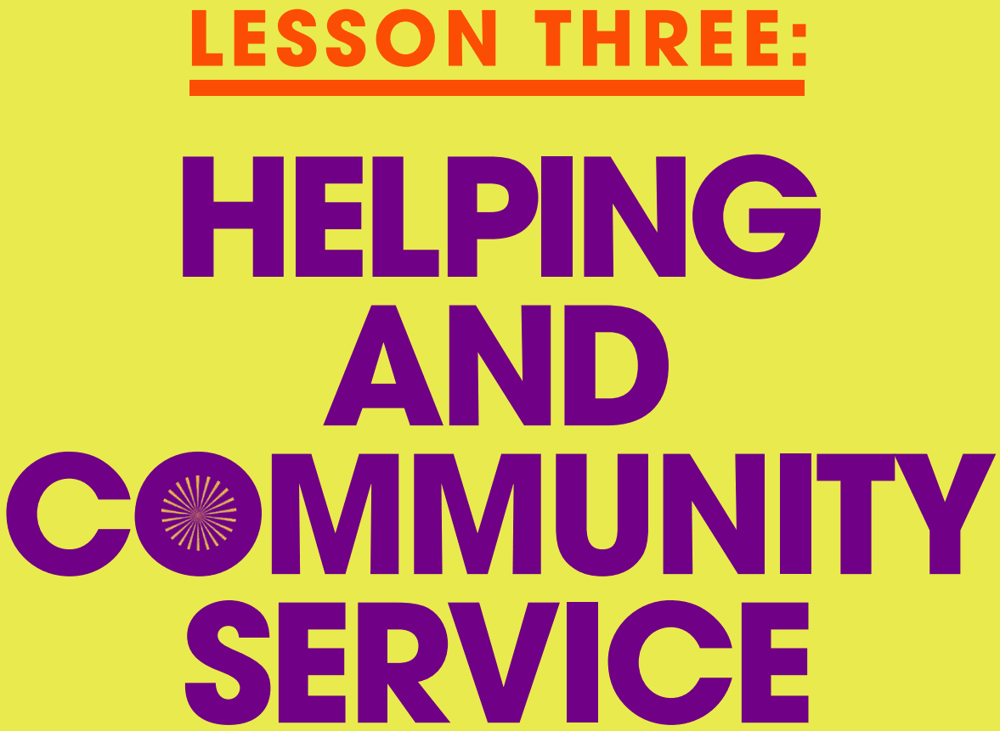 LESSON THREE:
HELPING
AND
COMMUNITY
SERVICE